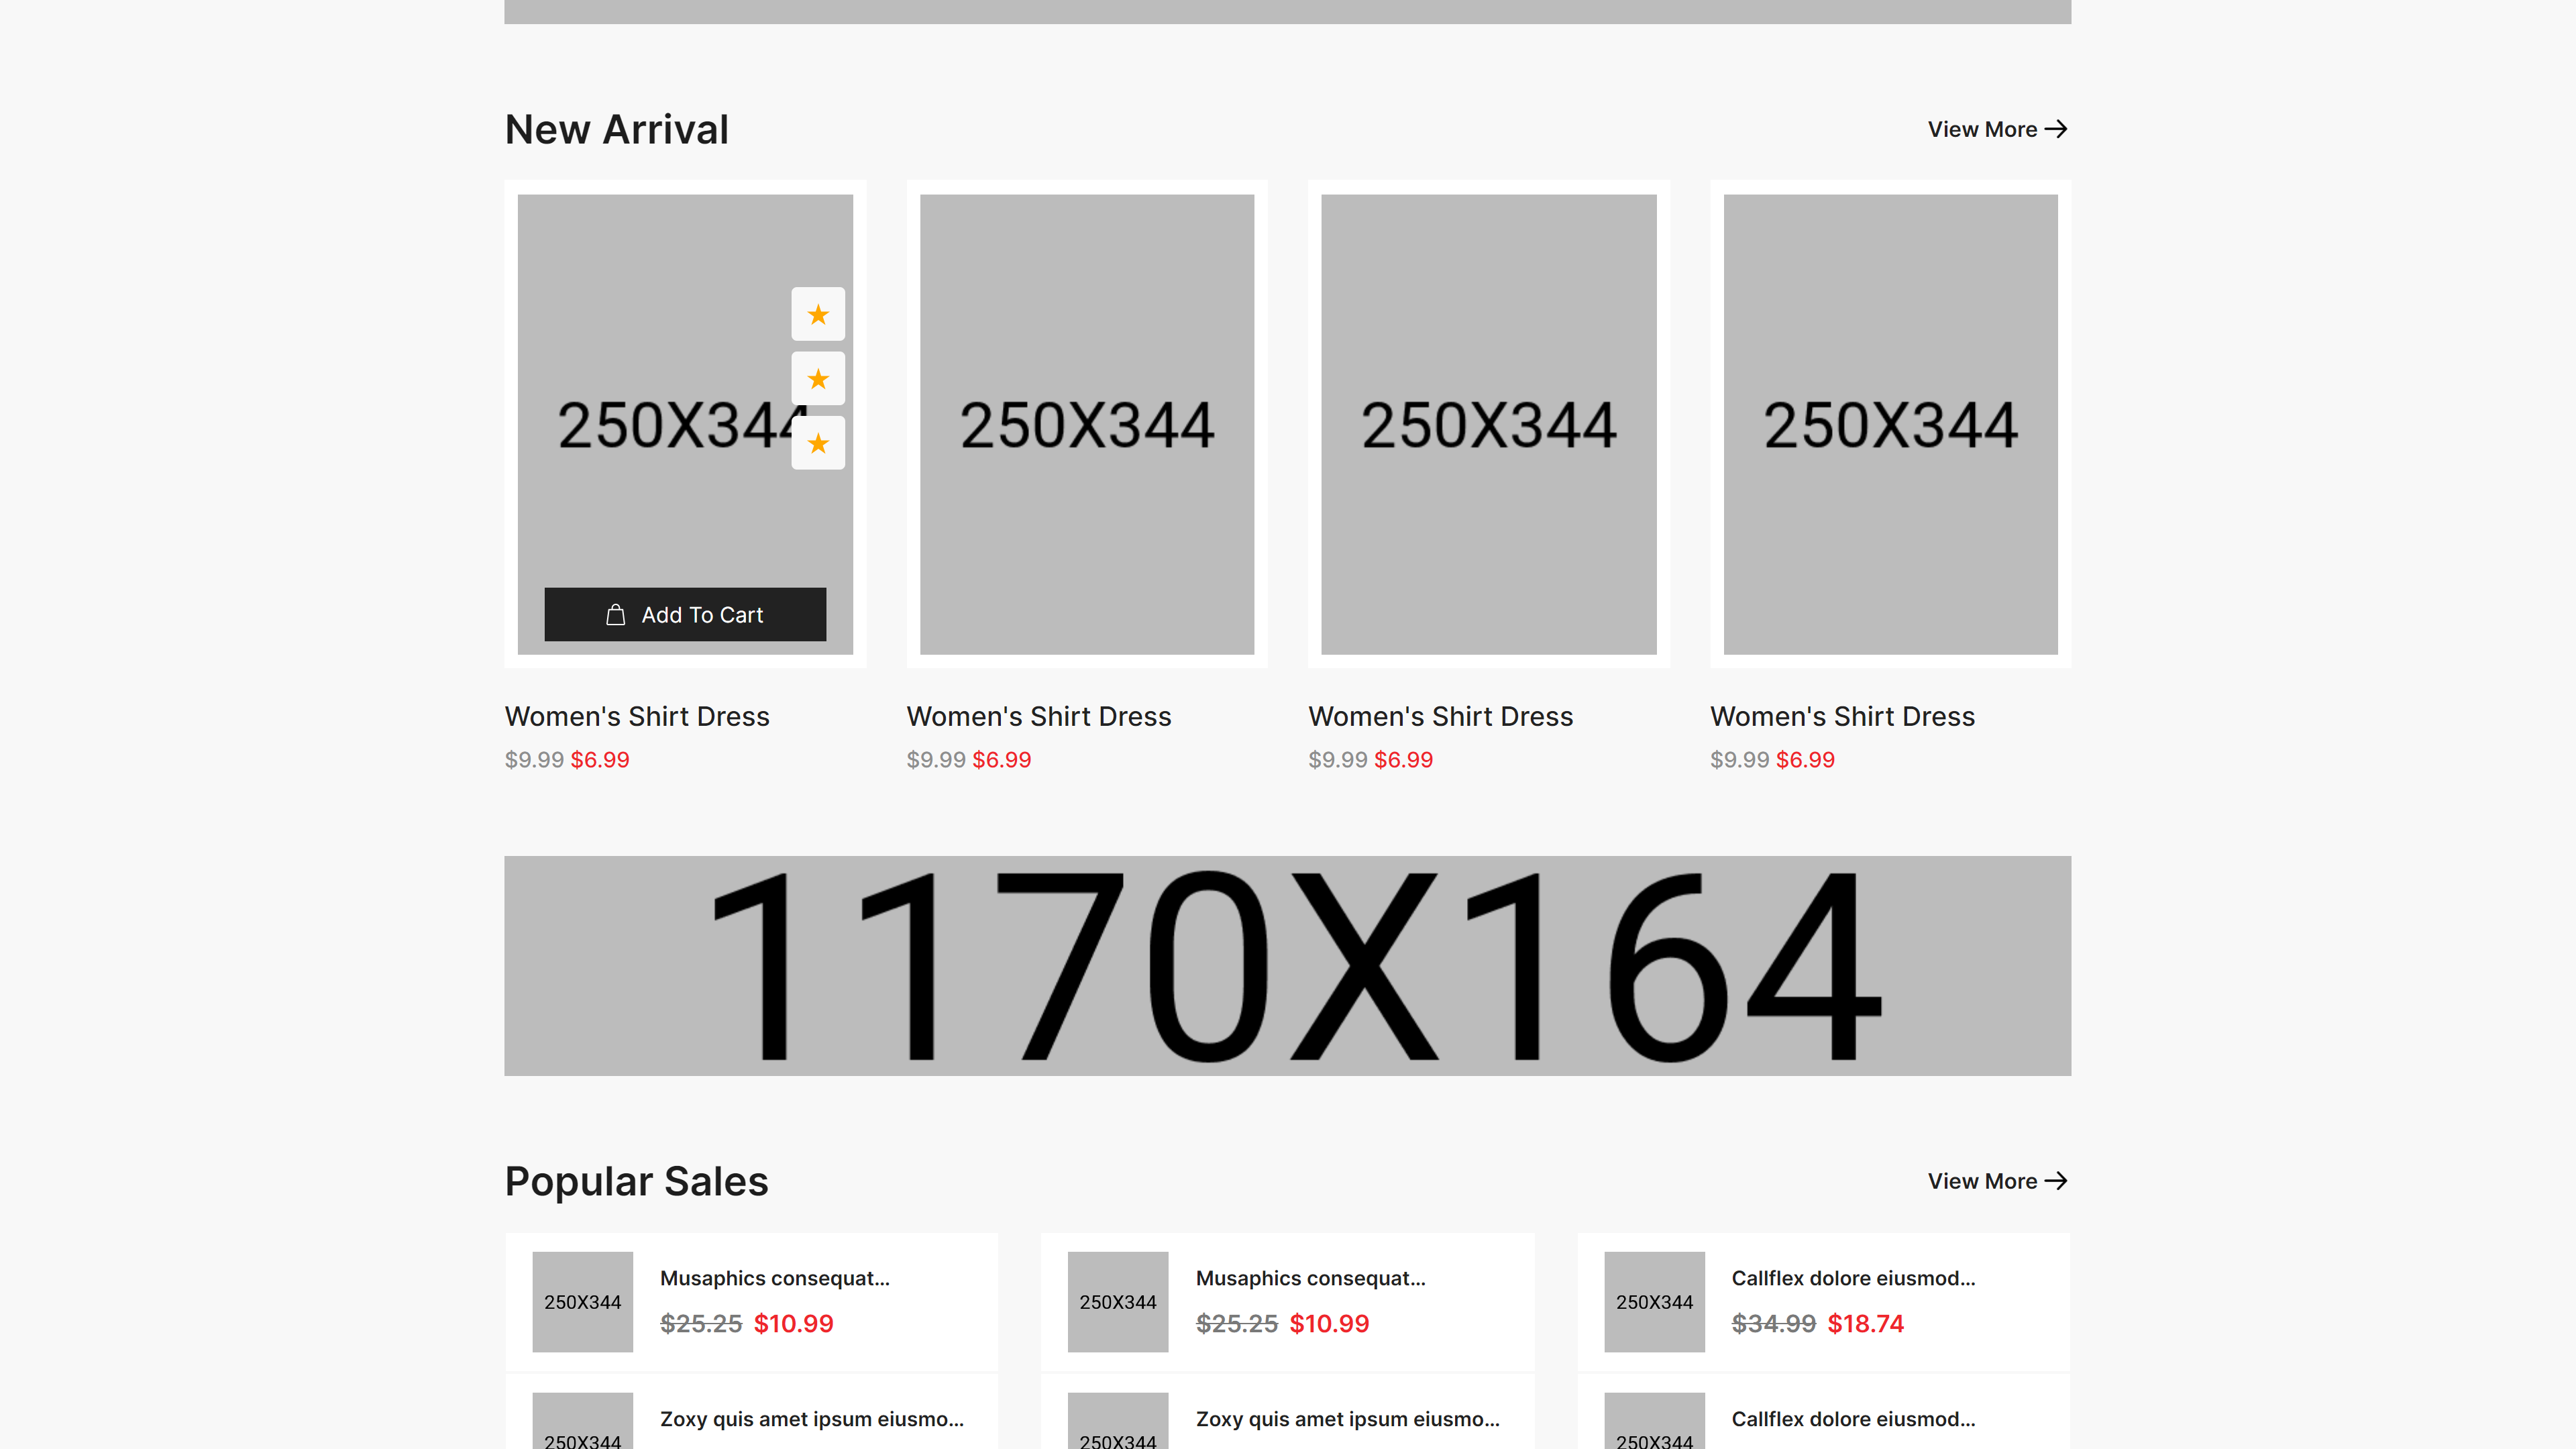 New Arrival
View More
250X344
250X344
250X344
250X344
Add To Cart
Women's Shirt Dress
$9.99 $6.99
Women's Shirt Dress
$9.99 $6.99
Women's Shirt Dress
$9.99 $6.99
Women's Shirt Dress
$9.99 $6.99
1170X164
Popular Sales
View More
250X344
Musaphics consequat...
$25.25 $10.99
250X344
Musaphics consequat...
$25.25 $10.99
250X344
Callflex dolore eiusmod...
$34.99 $18.74
250X344
Zoxy quis amet ipsum eiusmo...
250X344
Zoxy quis amet ipsum eiusmo...
250X344
Callflex dolore eiusmod...